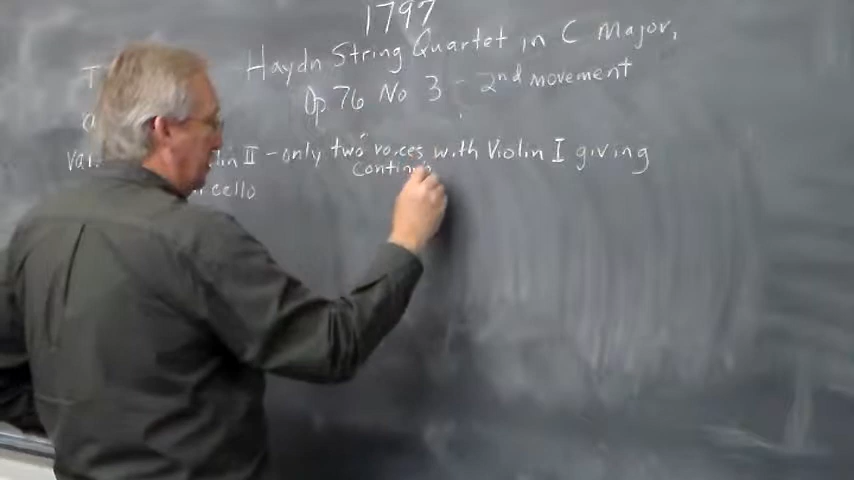 1797
Haydn String Quartet in C Major,
Op 76 No 3 - 2nd movement
II - only two voices with Violin I giving
cello